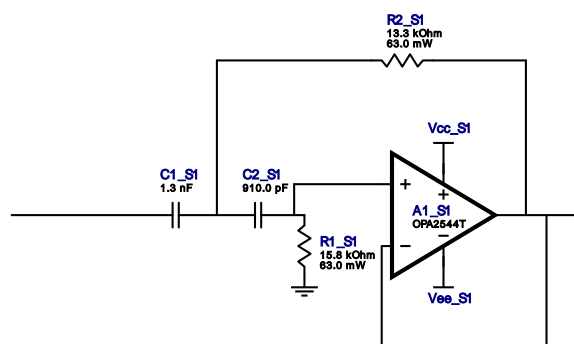 R2_S1
13.3 kOhm
63.0 mW
Vcc_S1
C1_S1
1.3 nF
C2_S1
910.0 pF
+
+
A1_S1
OPA2544T
−
−
R1_S1
15.8 kOhm
63.0 mW
Vee_S1